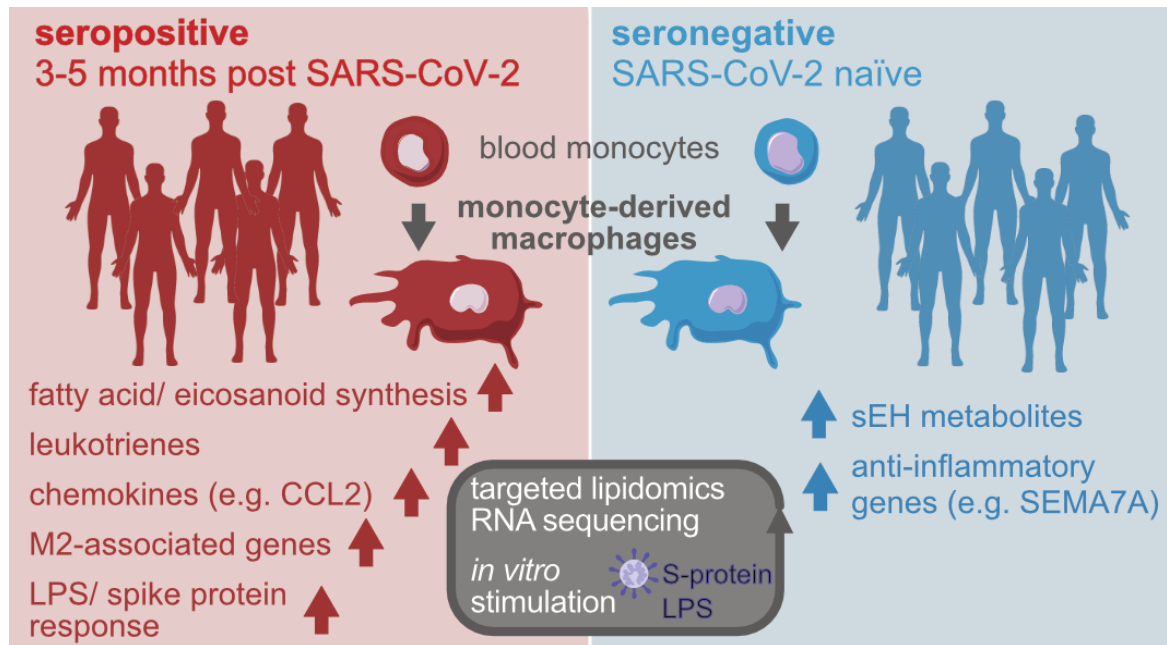 seropositive
3-5 months post SARS-CoV-2
seronegative
SARS-CoV-2 naïve
blood monocytes
monocyte-derived
macrophages
fatty acid/ eicosanoid synthesis
leukotrienes
chemokines (e.g. CCL2)
M2-associated genes
LPS/ spike protein
response
targeted lipidomics
RNA sequencing
in vitro
stimulation
S-protein
LPS
sEH metabolites
anti-inflammatory
genes (e.g. SEMA7A)